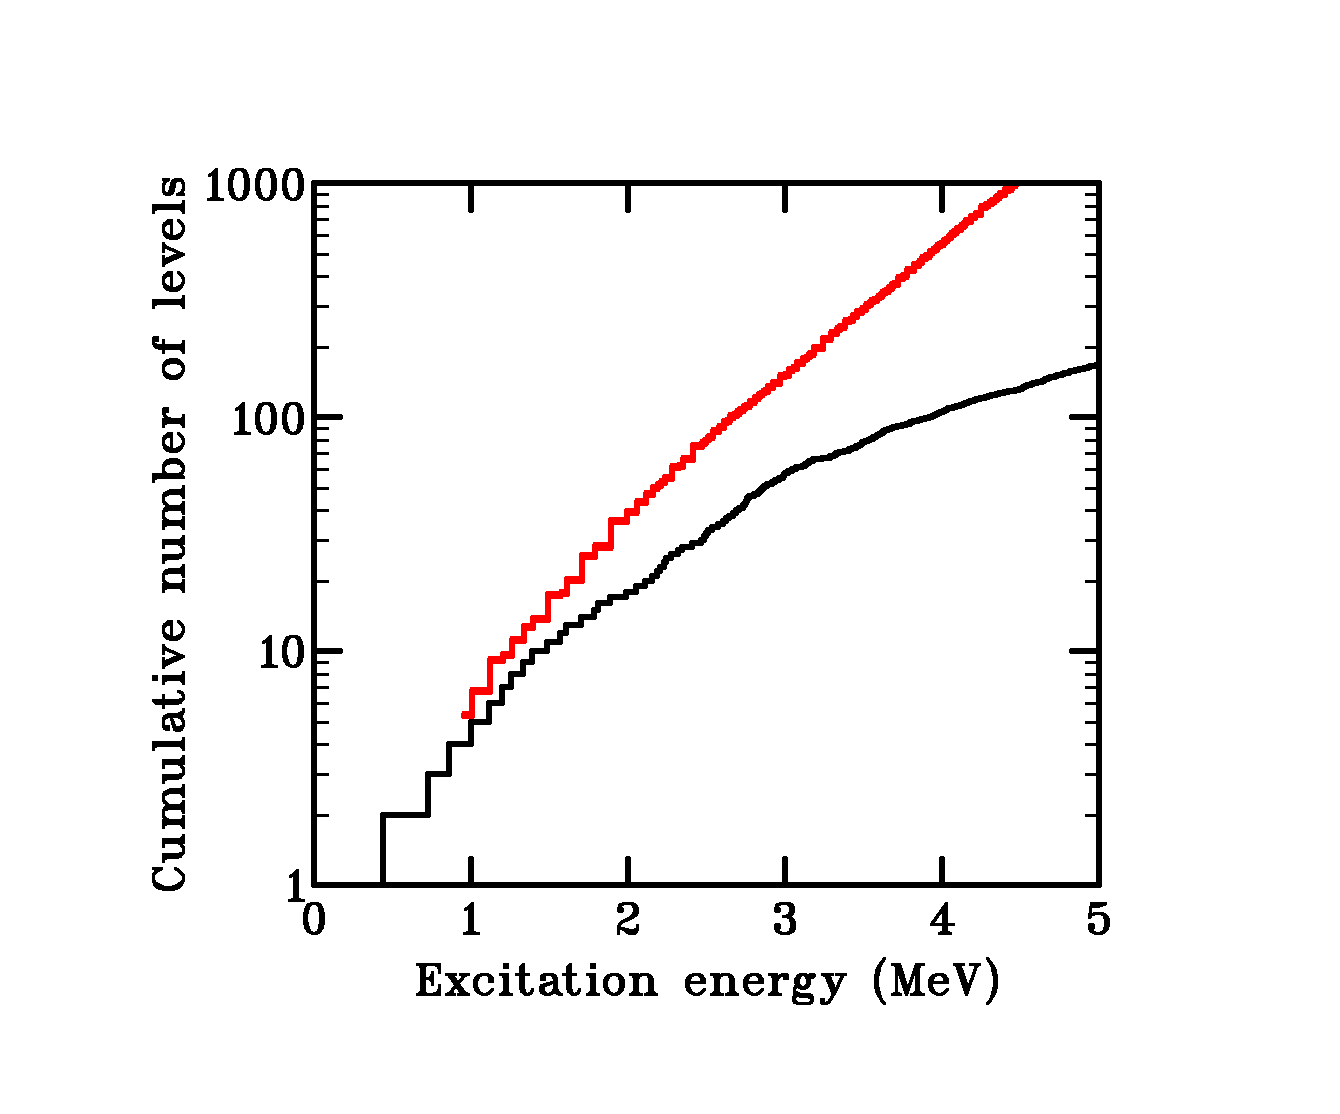 Cumulative number of levels
1000
100
10
1
0 1 2 3 4 5
Excitation energy (MeV)